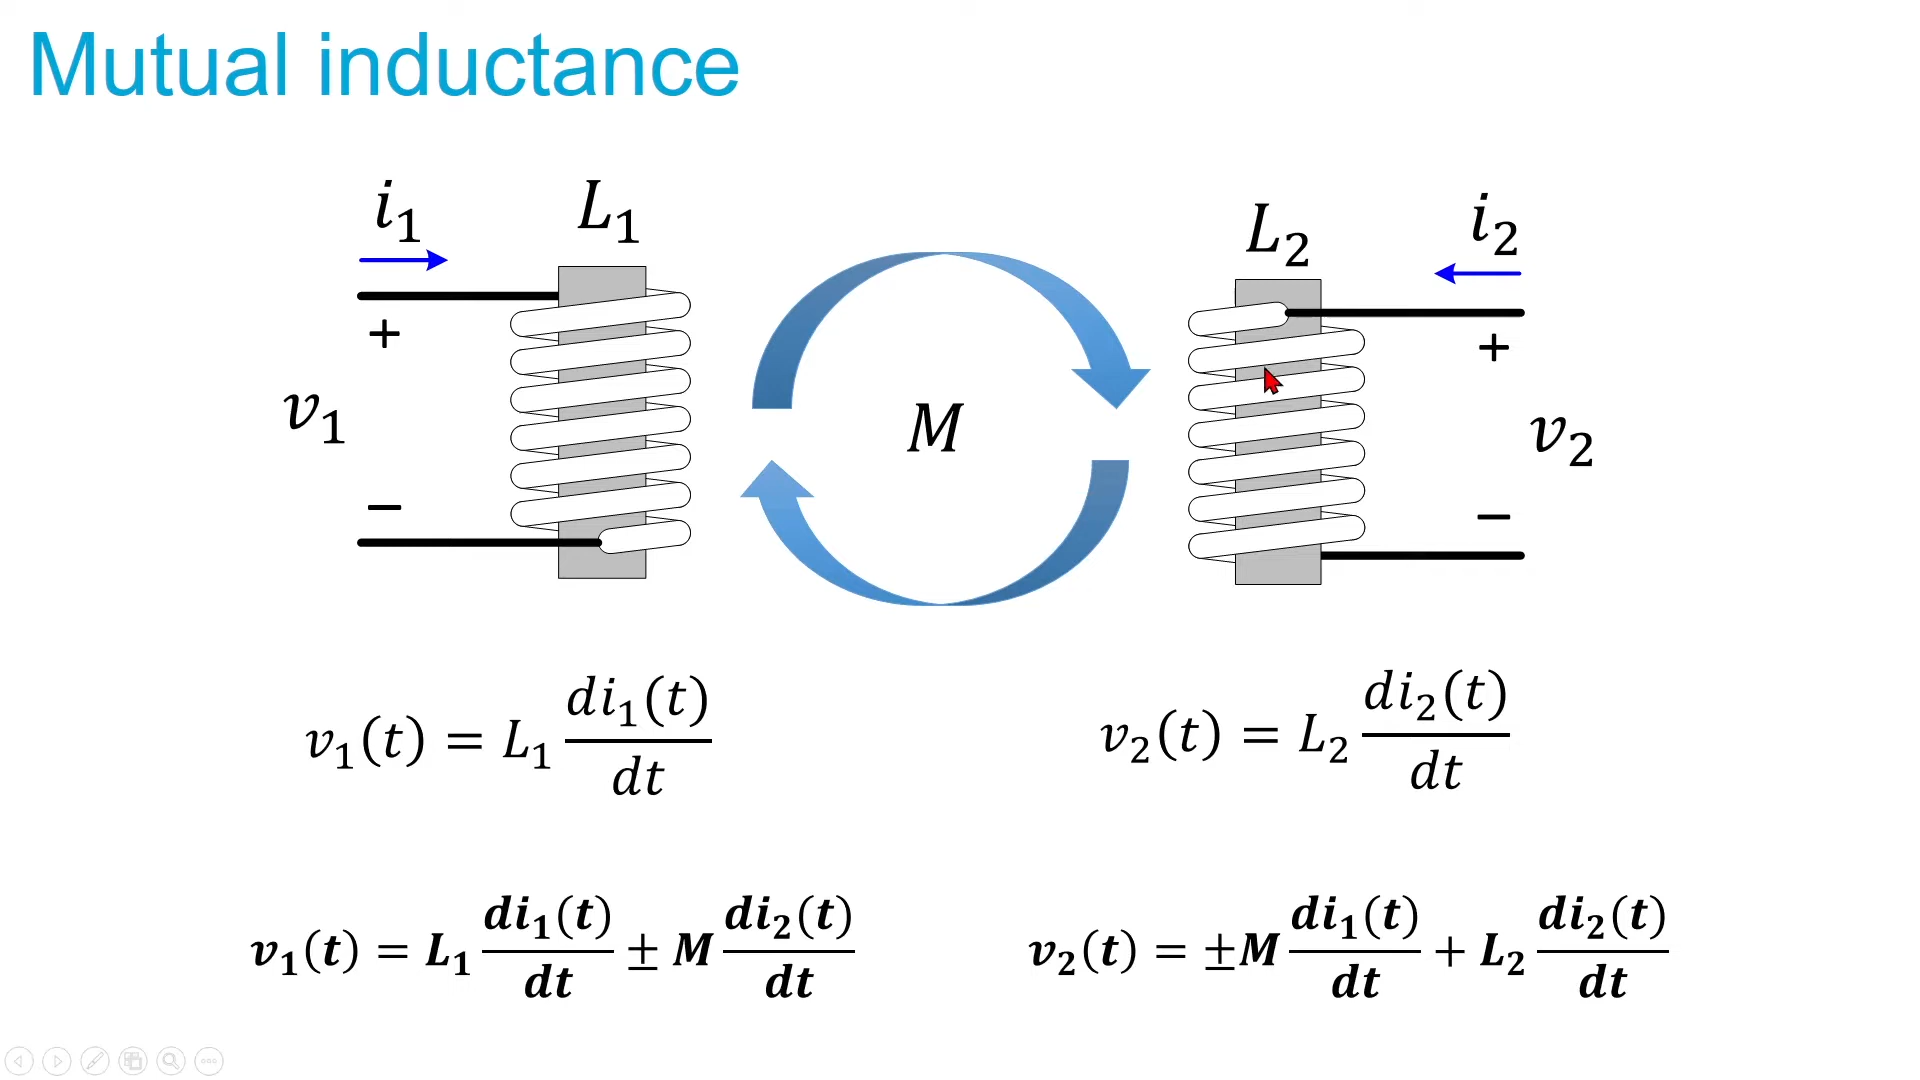 Mutual inductance
i₁ L₁
L₂ i₂
+ +
v₁ M v₂
− −
v₁(t) = L₁ di₁(t)/dt
v₂(t) = L₂ di₂(t)/dt
v₁(t) = L₁ di₁(t)/dt ± M di₂(t)/dt
v₂(t) = ±M di₁(t)/dt + L₂ di₂(t)/dt